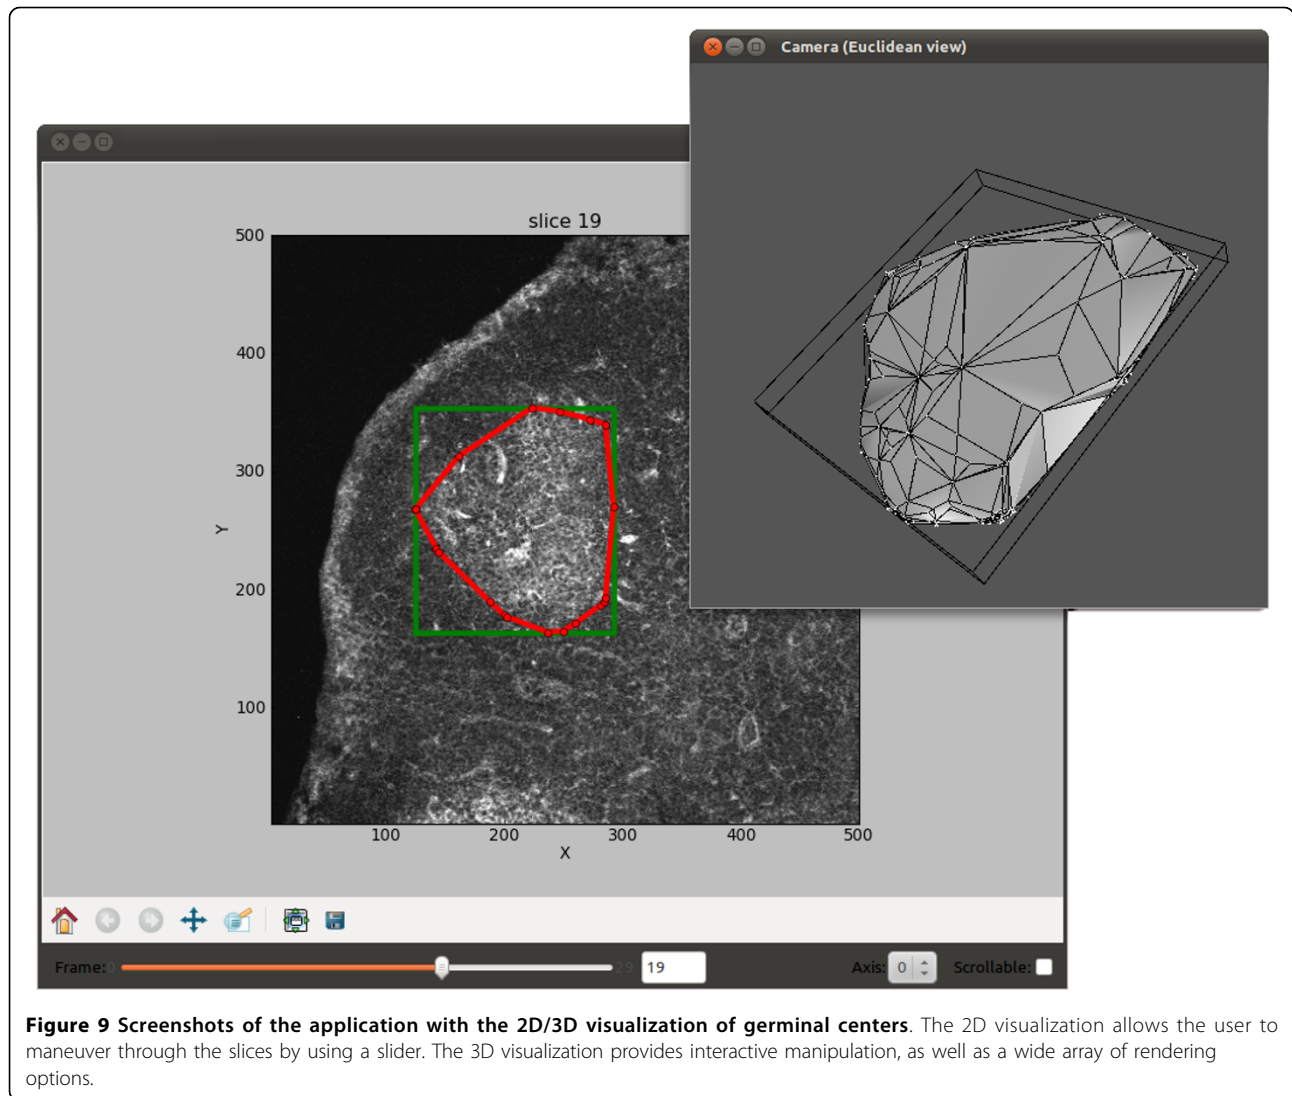 Camera (Euclidean view)
slice 19
500
400
300
200
100
Y
100 200 300 400 500
X
Frame: 0 29 19 Axis: 0 Scrollable:
Figure 9 Screenshots of the application with the 2D/3D visualization of germinal centers. The 2D visualization allows the user to
maneuver through the slices by using a slider. The 3D visualization provides interactive manipulation, as well as a wide array of rendering
options.